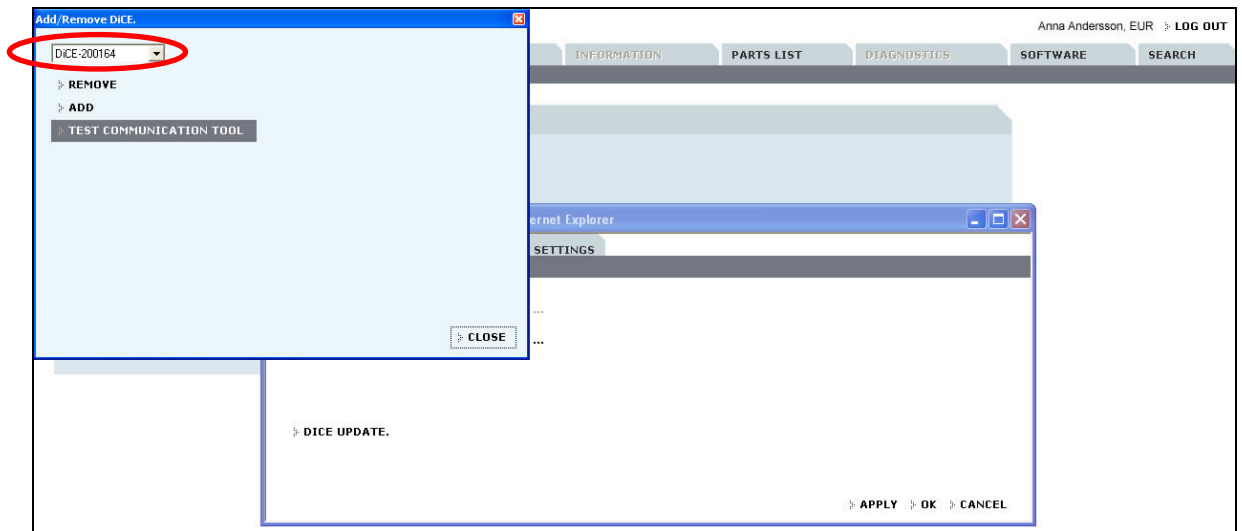 Add/Remove DiCE.
Anna Andersson, EUR LOG OUT
DiCE-200164
INFORMATION PARTS LIST DIAGNOSTICS SOFTWARE SEARCH
REMOVE
ADD
TEST COMMUNICATION TOOL
ernet Explorer
SETTINGS
...
CLOSE ...
DICE UPDATE.
APPLY OK CANCEL